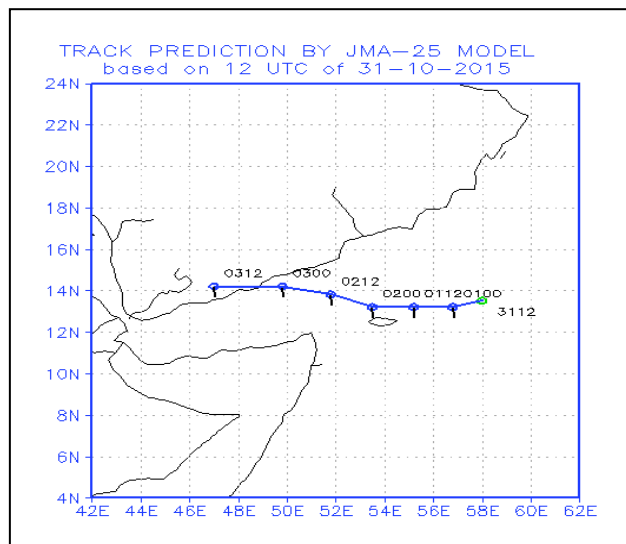 TRACK PREDICTION BY JMA-25 MODEL
based on 12 UTC of 31-10-2015
24N
22N
20N
18N
16N
14N
12N
10N
8N
6N
4N
0312
0300
0212
0200
0112
0100
3112
42E 44E 46E 48E 50E 52E 54E 56E 58E 60E 62E